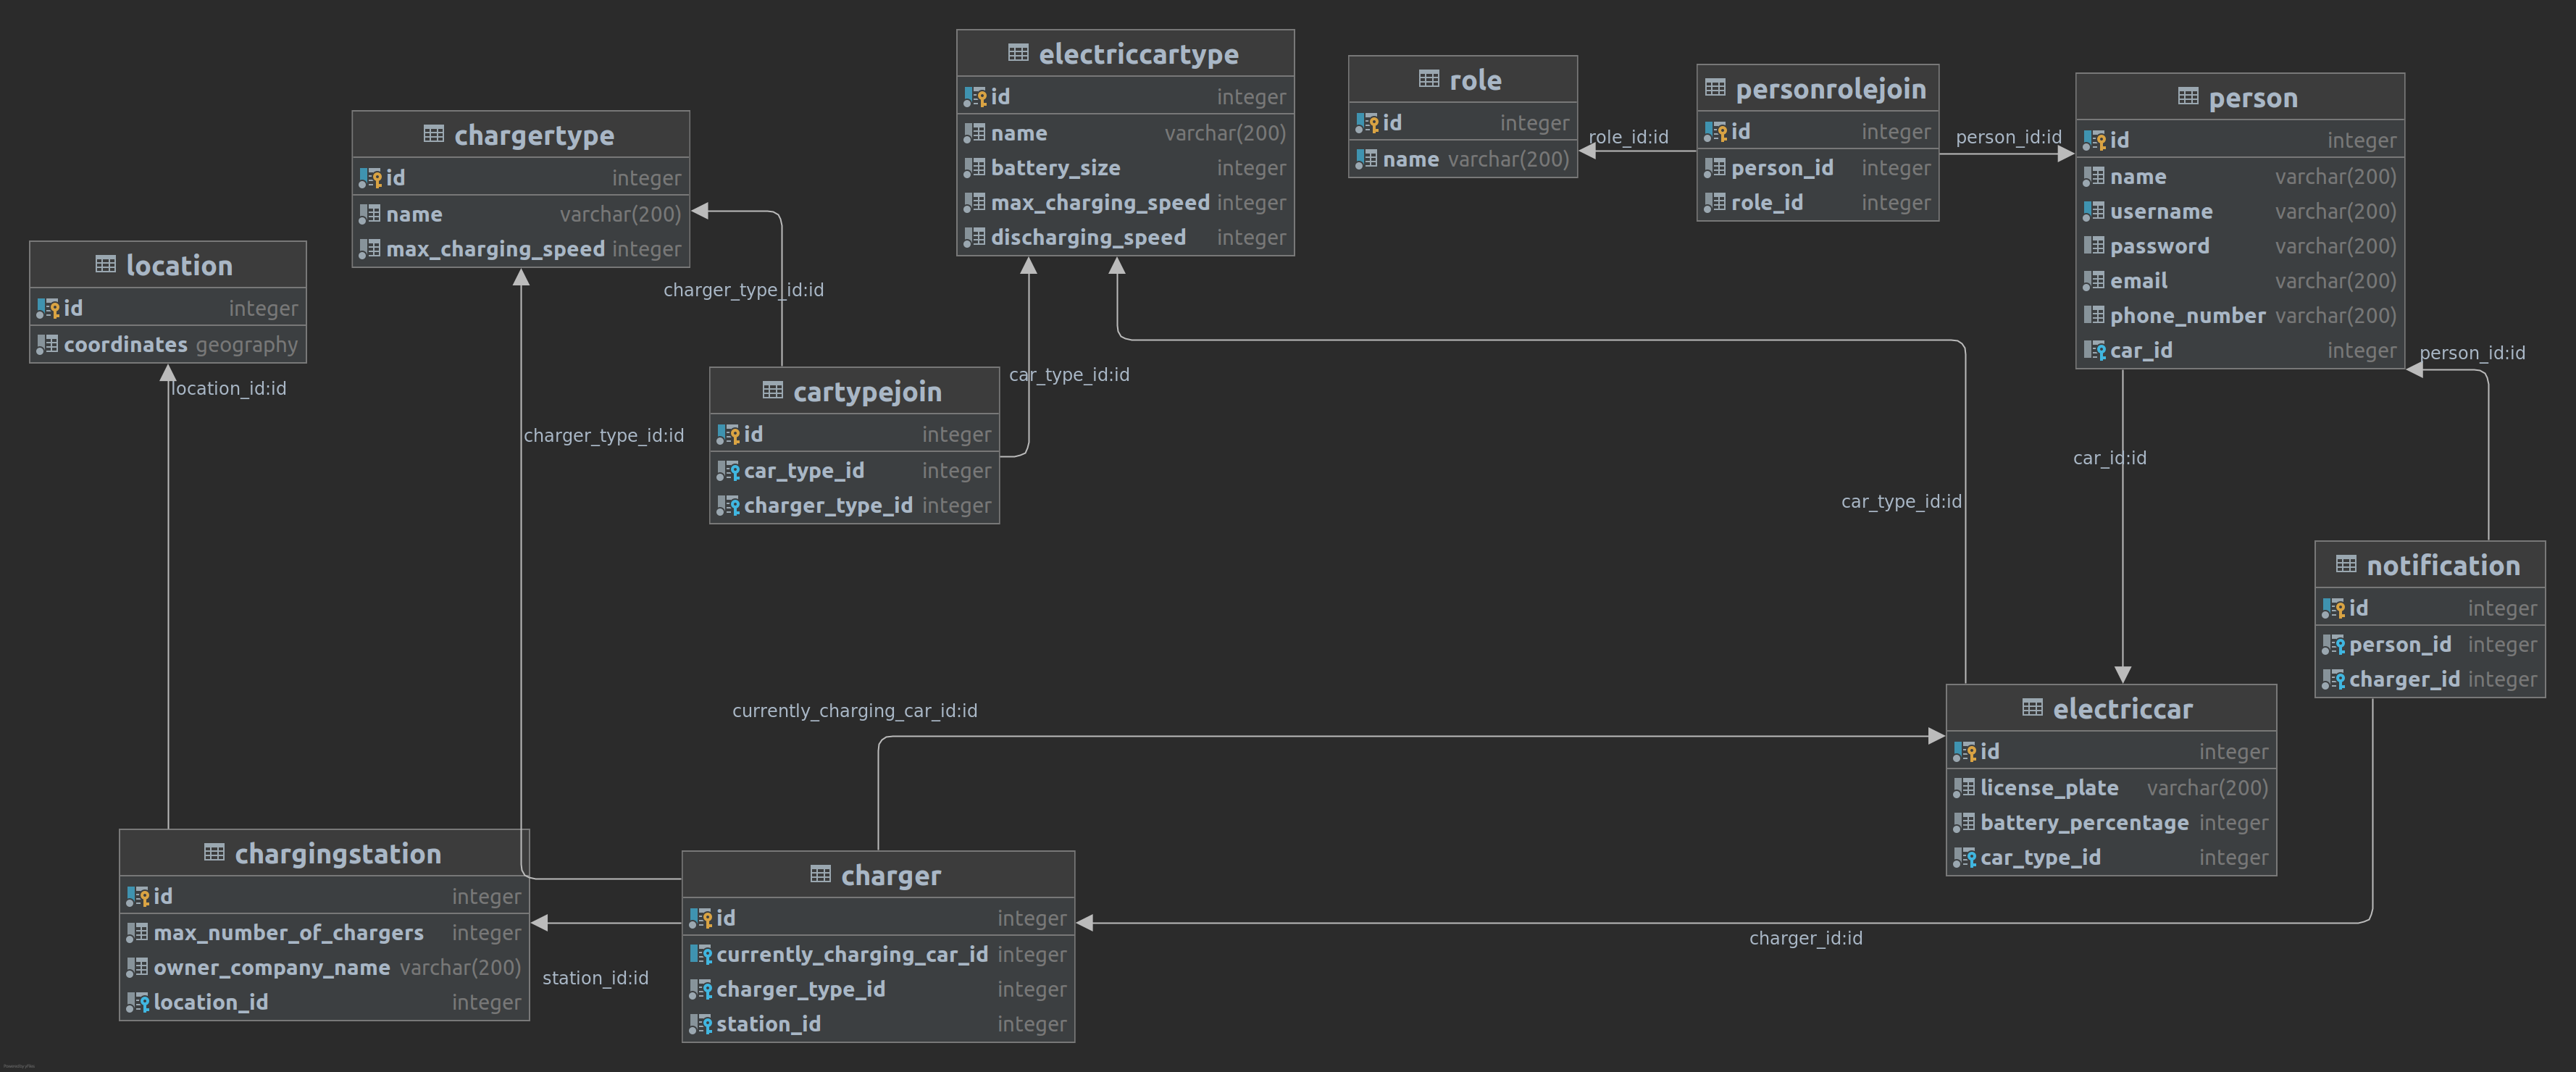 location
id integer
coordinates geography
chargertype
id integer
name varchar(200)
max_charging_speed integer
electriccartype
id integer
name varchar(200)
battery_size integer
max_charging_speed integer
discharging_speed integer
role
id integer
name varchar(200)
personrolejoin
id integer
person_id integer
role_id integer
person
id integer
name varchar(200)
username varchar(200)
password varchar(200)
email varchar(200)
phone_number varchar(200)
car_id integer
role_id:id
person_id:id
charger_type_id:id
location_id:id
charger_type_id:id
car_type_id:id
cartypejoin
id integer
car_type_id integer
charger_type_id integer
person_id:id
car_id:id
car_type_id:id
notification
id integer
person_id integer
charger_id integer
currently_charging_car_id:id
electriccar
id integer
license_plate varchar(200)
battery_percentage integer
car_type_id integer
chargingstation
id integer
max_number_of_chargers integer
owner_company_name varchar(200)
location_id integer
station_id:id
charger
id integer
currently_charging_car_id integer
charger_type_id integer
station_id integer
charger_id:id
Powered by yFiles